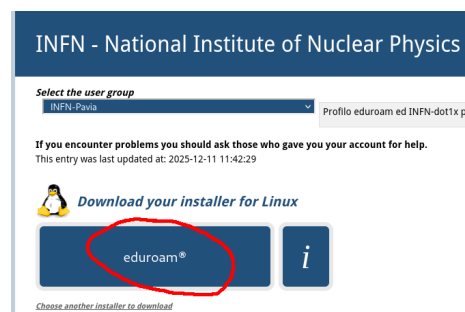 INFN - National Institute of Nuclear Physics
Select the user group
INFN-Pavia
Profilo eduroam ed INFN-dot1x p
If you encounter problems you should ask those who gave you your account for help.
This entry was last updated at: 2025-12-11 11:42:29
Download your installer for Linux
eduroam®
i
Choose another installer to download